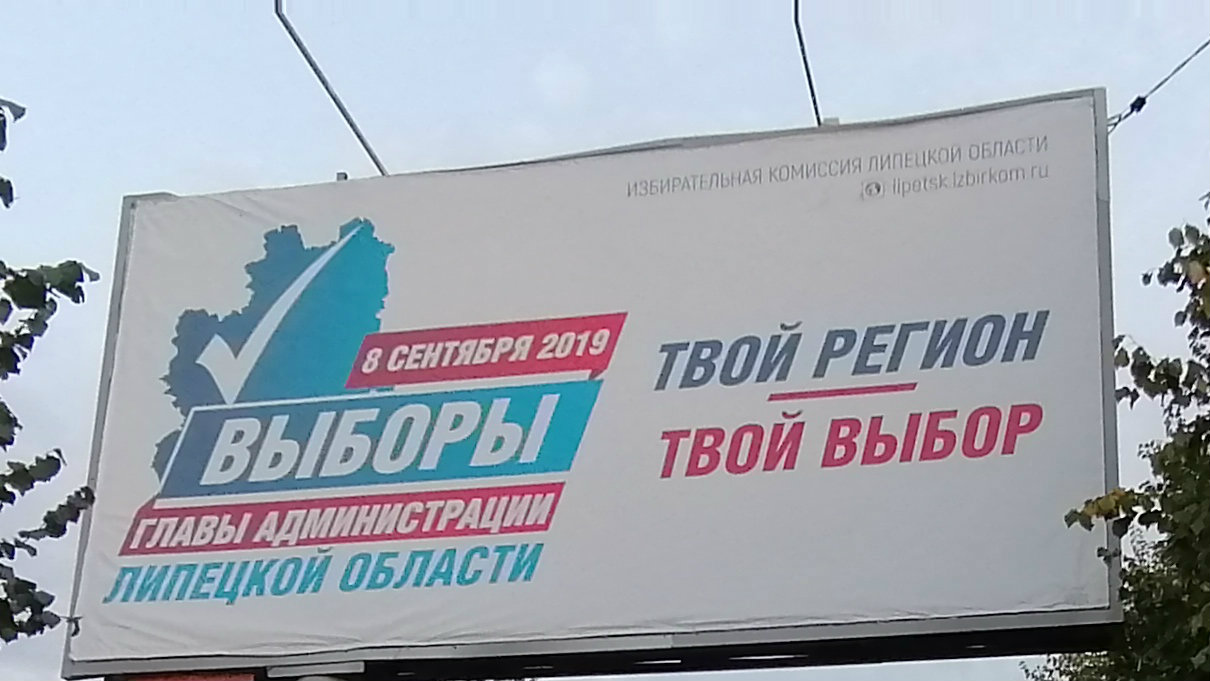 ИЗБИРАТЕЛЬНАЯ КОМИССИЯ ЛИПЕЦКОЙ ОБЛАСТИ
lipetsk.izbirkom.ru
8 СЕНТЯБРЯ 2019
ВЫБОРЫ
ГЛАВЫ АДМИНИСТРАЦИИ
ЛИПЕЦКОЙ ОБЛАСТИ
ТВОЙ РЕГИОН
ТВОЙ ВЫБОР